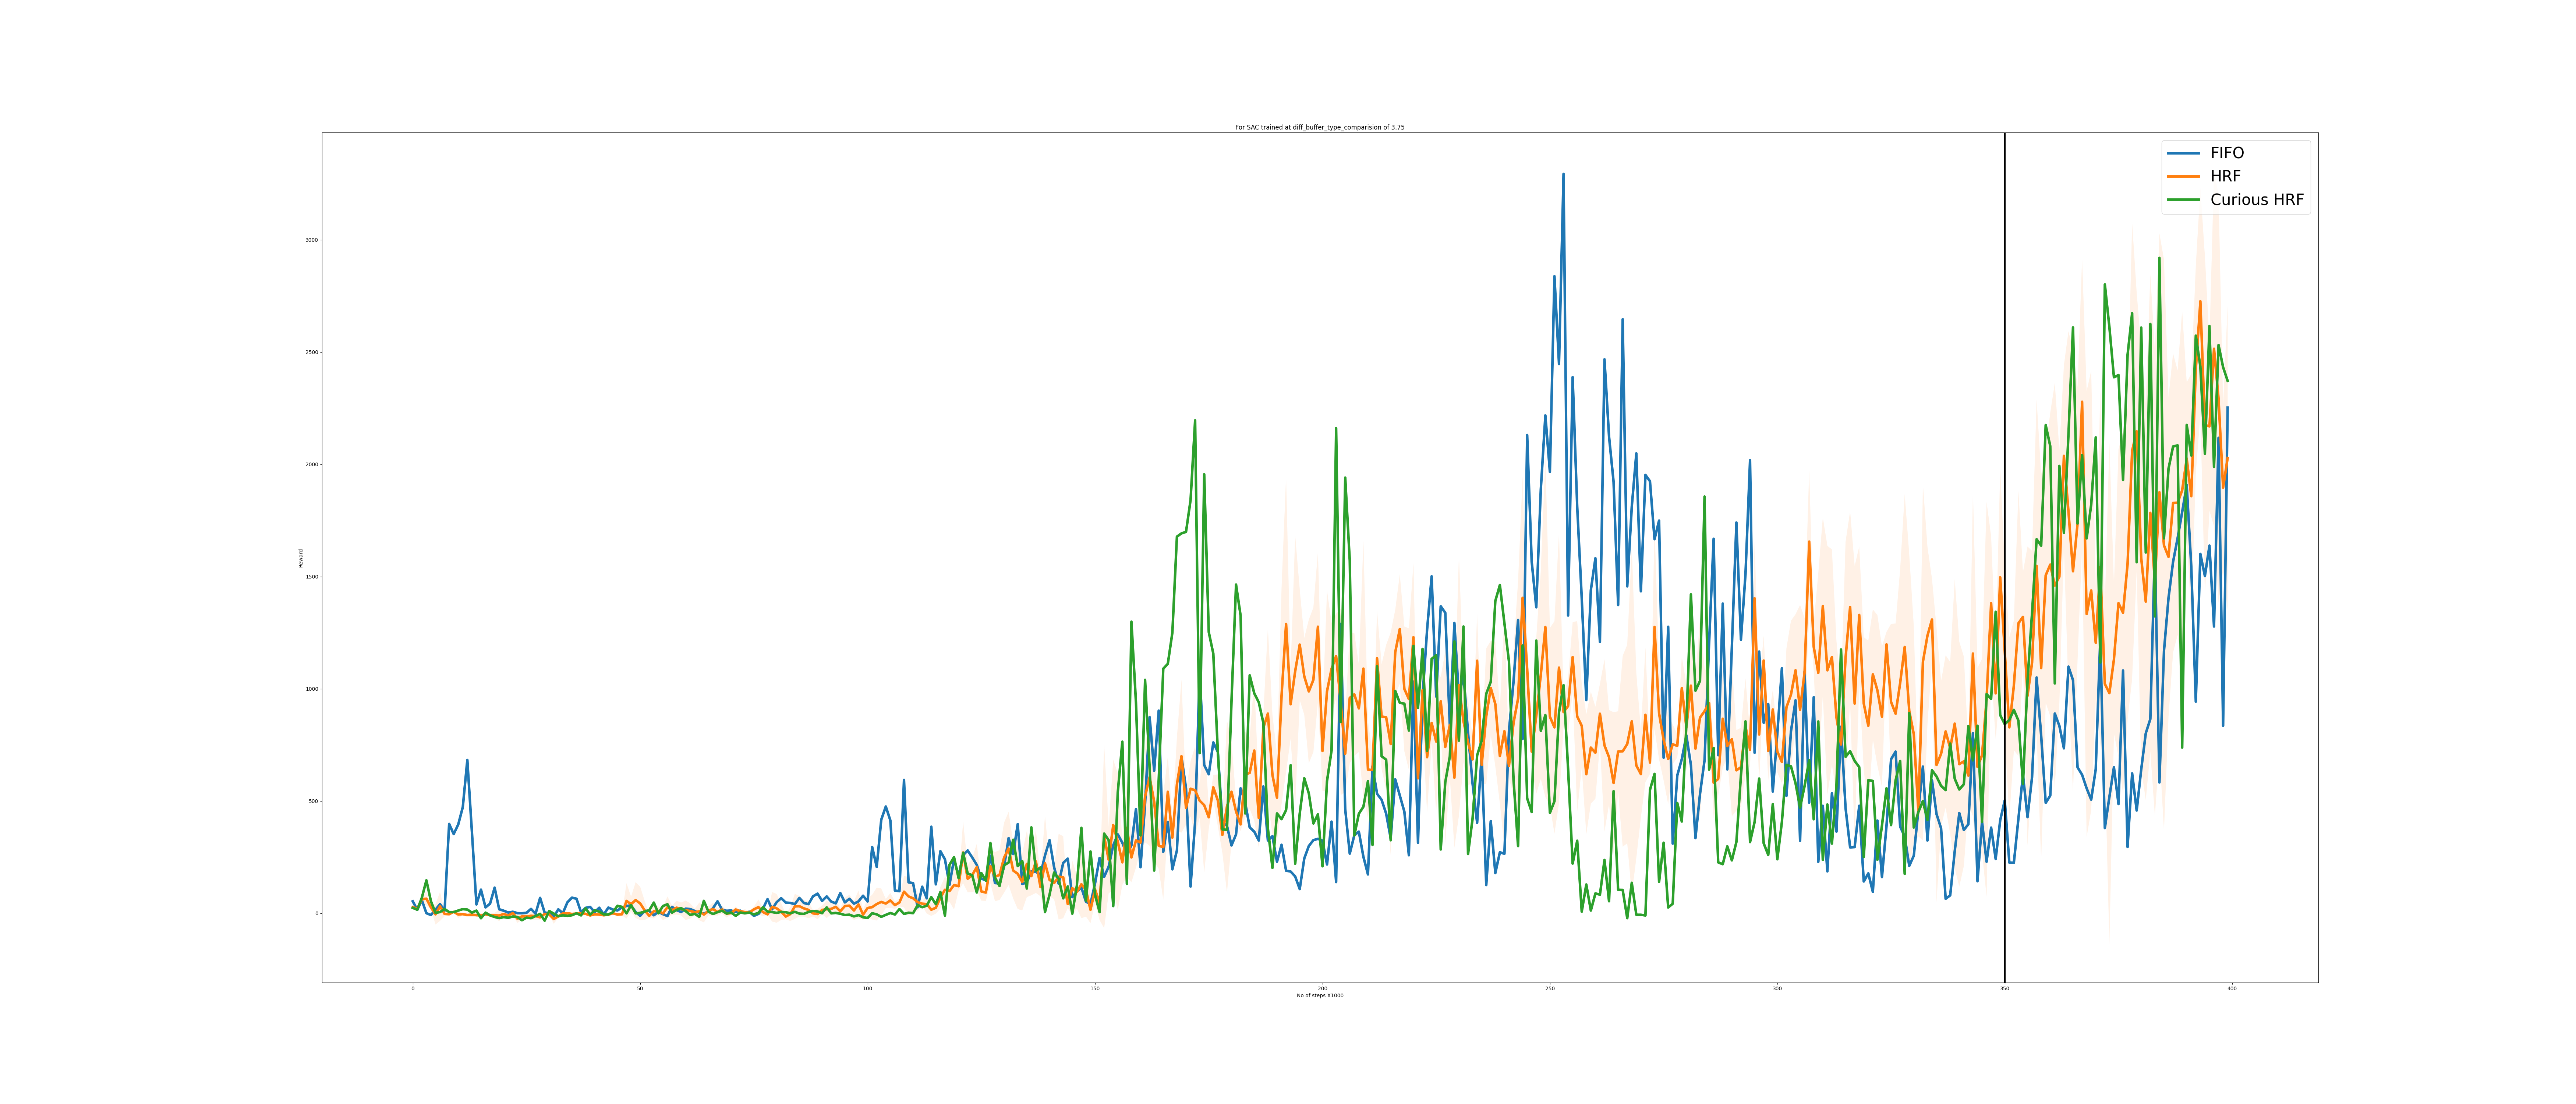 For SAC trained at diff_buffer_type_comparision of 3.75
FIFO
HRF
Curious HRF
3000
2500
2000
1500
1000
500
0
Reward
0 50 100 150 200 250 300 350 400
No of steps X1000